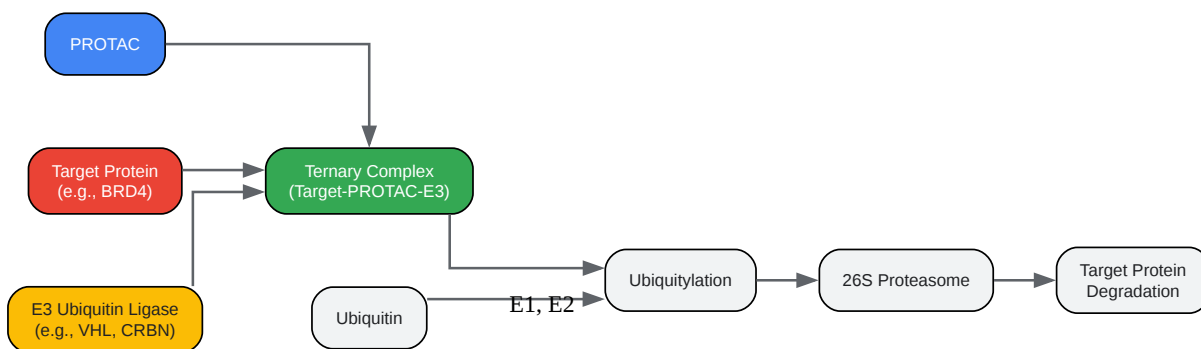 PROTAC
Target Protein
(e.g., BRD4)
Ternary Complex
(Target-PROTAC-E3)
E3 Ubiquitin Ligase
(e.g., VHL, CRBN)
Ubiquitin
E1, E2
Ubiquitylation
26S Proteasome
Target Protein
Degradation